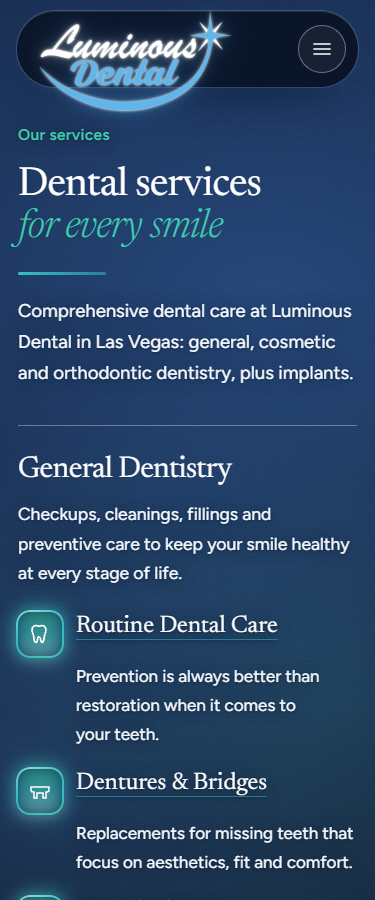 Luminous
Dental
Our services
Dental services
for every smile
Comprehensive dental care at Luminous
Dental in Las Vegas: general, cosmetic
and orthodontic dentistry, plus implants.
General Dentistry
Checkups, cleanings, fillings and
preventive care to keep your smile healthy
at every stage of life.
Routine Dental Care
Prevention is always better than
restoration when it comes to
your teeth.
Dentures & Bridges
Replacements for missing teeth that
focus on aesthetics, fit and comfort.